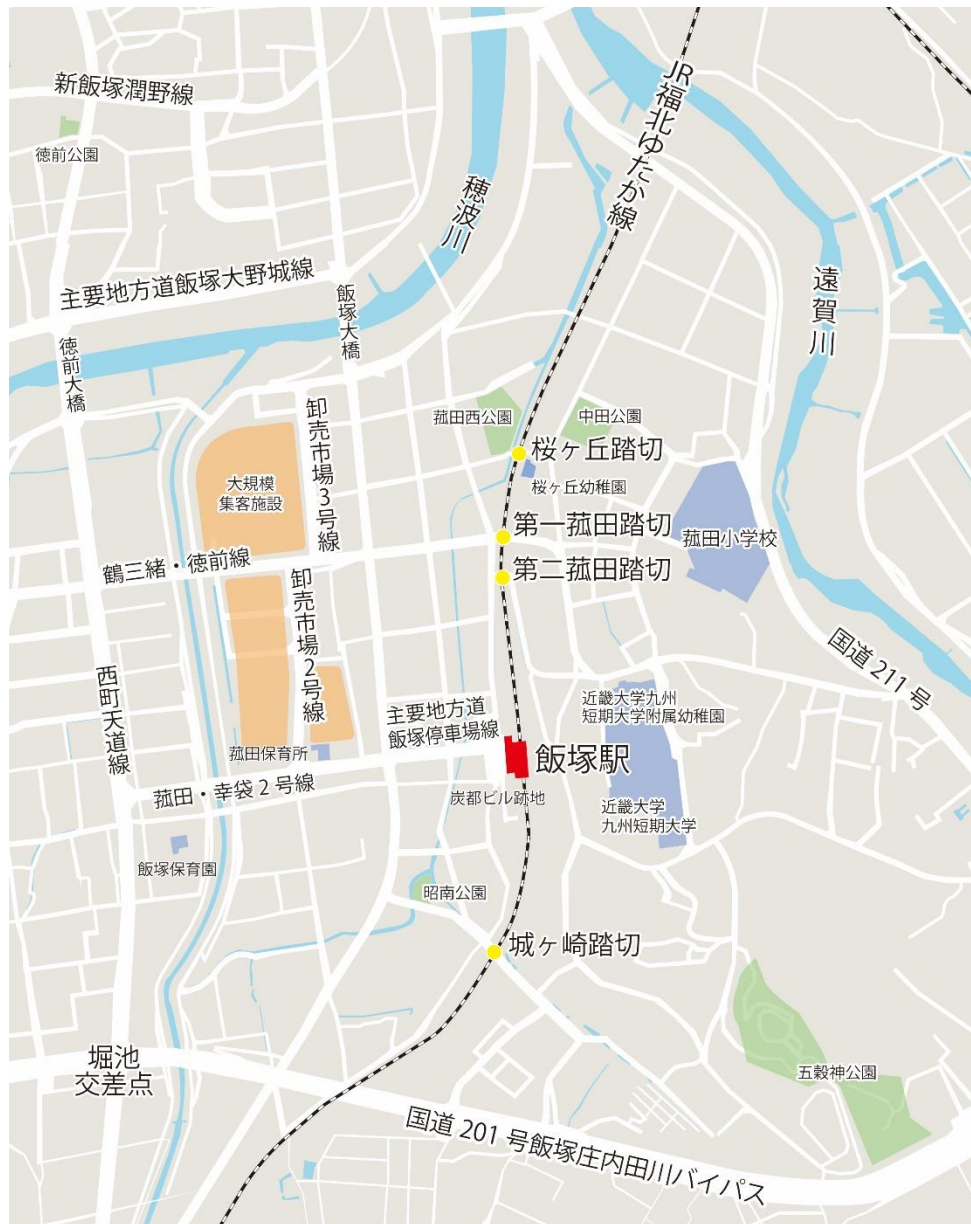 新飯塚潤野線
徳前公園
JR福北ゆたか線
穂波川
遠賀川
主要地方道飯塚大野城線
飯塚大橋
徳前大橋
菰田西公園
中田公園
卸売市場3号線
桜ヶ丘踏切
大規模
集客施設
桜ヶ丘幼稚園
第一菰田踏切
菰田小学校
鶴三緒・徳前線
第二菰田踏切
卸売市場2号線
国道211号
西町天道線
近畿大学九州
短期大学附属幼稚園
主要地方道
飯塚停車場線
菰田保育所
飯塚駅
菰田・幸袋2号線
炭都ビル跡地
近畿大学
九州短期大学
飯塚保育園
昭南公園
城ヶ崎踏切
堀池
交差点
五穀神公園
国道201号飯塚庄内田川バイパス